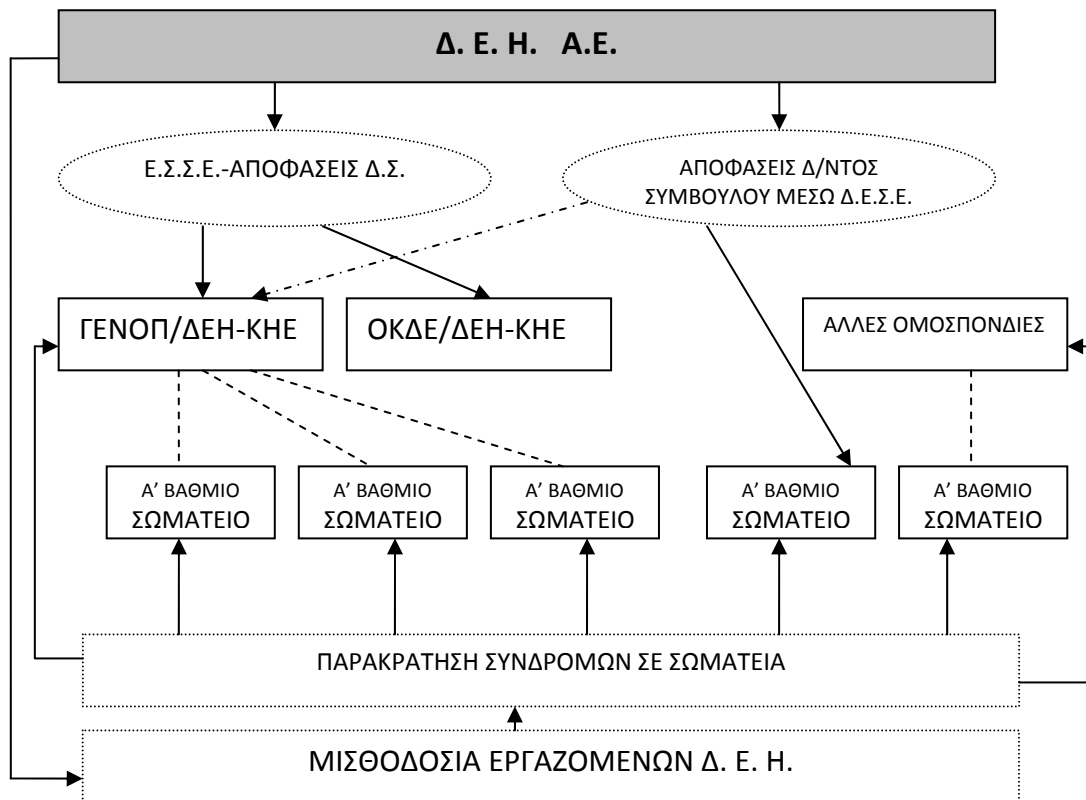 Δ. Ε. Η. Α.Ε.
Ε.Σ.Σ.Ε.-ΑΠΟΦΑΣΕΙΣ Δ.Σ.
ΑΠΟΦΑΣΕΙΣ Δ/ΝΤΟΣ
ΣΥΜΒΟΥΛΟΥ ΜΕΣΩ Δ.Ε.Σ.Ε.
ΓΕΝΟΠ/ΔΕΗ-ΚΗΕ
ΟΚΔΕ/ΔΕΗ-ΚΗΕ
ΑΛΛΕΣ ΟΜΟΣΠΟΝΔΙΕΣ
Α’ ΒΑΘΜΙΟ
ΣΩΜΑΤΕΙΟ
Α’ ΒΑΘΜΙΟ
ΣΩΜΑΤΕΙΟ
Α’ ΒΑΘΜΙΟ
ΣΩΜΑΤΕΙΟ
Α’ ΒΑΘΜΙΟ
ΣΩΜΑΤΕΙΟ
Α’ ΒΑΘΜΙΟ
ΣΩΜΑΤΕΙΟ
ΠΑΡΑΚΡΑΤΗΣΗ ΣΥΝΔΡΟΜΩΝ ΣΕ ΣΩΜΑΤΕΙΑ
ΜΙΣΘΟΔΟΣΙΑ ΕΡΓΑΖΟΜΕΝΩΝ Δ. Ε. Η.